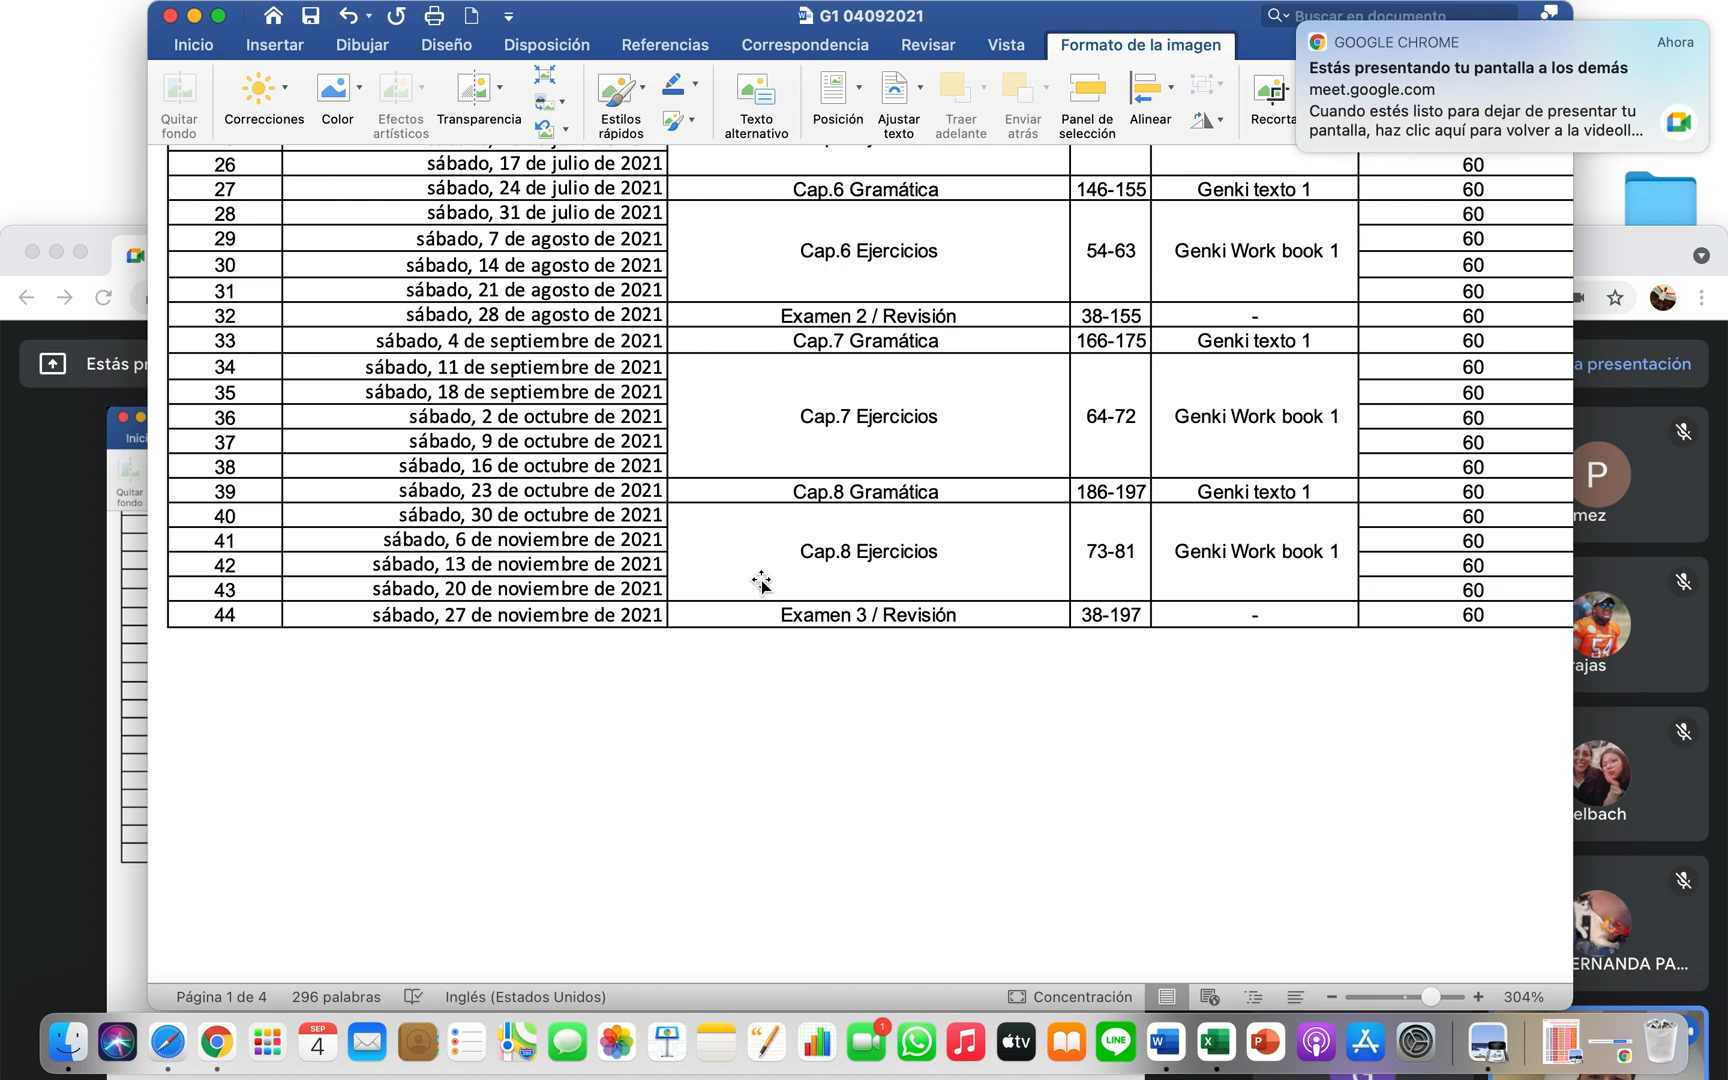 G1 04092021
Buscar en documento
Inicio Insertar Dibujar Diseño Disposición Referencias Correspondencia Revisar Vista Formato de la imagen
GOOGLE CHROME Ahora
Estás presentando tu pantalla a los demás
meet.google.com
Cuando estés listo para dejar de presentar tu
pantalla, haz clic aquí para volver a la videoll...
Quitar fondo
Correcciones
Color
Efectos artísticos
Transparencia
Estilos rápidos
Texto alternativo
Posición
Ajustar texto
Traer adelante
Enviar atrás
Panel de selección
Alinear
Recorta
26 sábado, 17 de julio de 2021 60
27 sábado, 24 de julio de 2021 Cap.6 Gramática 146-155 Genki texto 1 60
28 sábado, 31 de julio de 2021 60
29 sábado, 7 de agosto de 2021 60
Cap.6 Ejercicios 54-63 Genki Work book 1
30 sábado, 14 de agosto de 2021 60
31 sábado, 21 de agosto de 2021 60
32 sábado, 28 de agosto de 2021 Examen 2 / Revisión 38-155 - 60
33 sábado, 4 de septiembre de 2021 Cap.7 Gramática 166-175 Genki texto 1 60
34 sábado, 11 de septiembre de 2021 60
35 sábado, 18 de septiembre de 2021 60
36 sábado, 2 de octubre de 2021 Cap.7 Ejercicios 64-72 Genki Work book 1 60
37 sábado, 9 de octubre de 2021 60
38 sábado, 16 de octubre de 2021 60
39 sábado, 23 de octubre de 2021 Cap.8 Gramática 186-197 Genki texto 1 60
40 sábado, 30 de octubre de 2021 60
41 sábado, 6 de noviembre de 2021 60
Cap.8 Ejercicios 73-81 Genki Work book 1
42 sábado, 13 de noviembre de 2021 60
43 sábado, 20 de noviembre de 2021 60
44 sábado, 27 de noviembre de 2021 Examen 3 / Revisión 38-197 - 60
Estás pr
a presentación
Inici
Quitar
fondo
P
mez
54
rajas
elbach
ERNANDA PA...
Página 1 de 4 296 palabras Inglés (Estados Unidos) Concentración 304%
SEP
4
280
1
LINE
tv